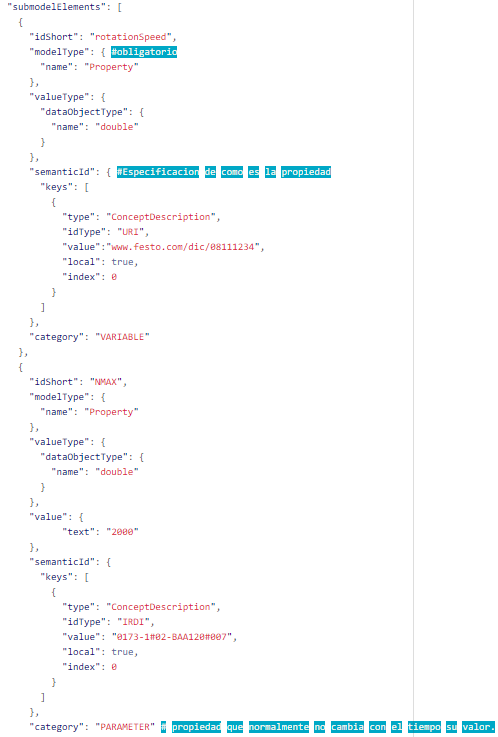 "submodelElements": [
{
"idShort": "rotationSpeed",
"modelType": { #obligatorio
"name": "Property"
},
"valueType": {
"dataObjectType": {
"name": "double"
}
},
"semanticId": { #Especificacion de como es la propiedad
"keys": [
{
"type": "ConceptDescription",
"idType": "URI",
"value":"www.festo.com/dic/08111234",
"local": true,
"index": 0
}
]
},
"category": "VARIABLE"
},
{
"idShort": "NMAX",
"modelType": {
"name": "Property"
},
"valueType": {
"dataObjectType": {
"name": "double"
}
},
"value": {
"text": "2000"
},
"semanticId": {
"keys": [
{
"type": "ConceptDescription",
"idType": "IRDI",
"value": "0173-1#02-BAA120#007",
"local": true,
"index": 0
}
]
},
"category": "PARAMETER" # propiedad que normalmente no cambia con el tiempo su valor.